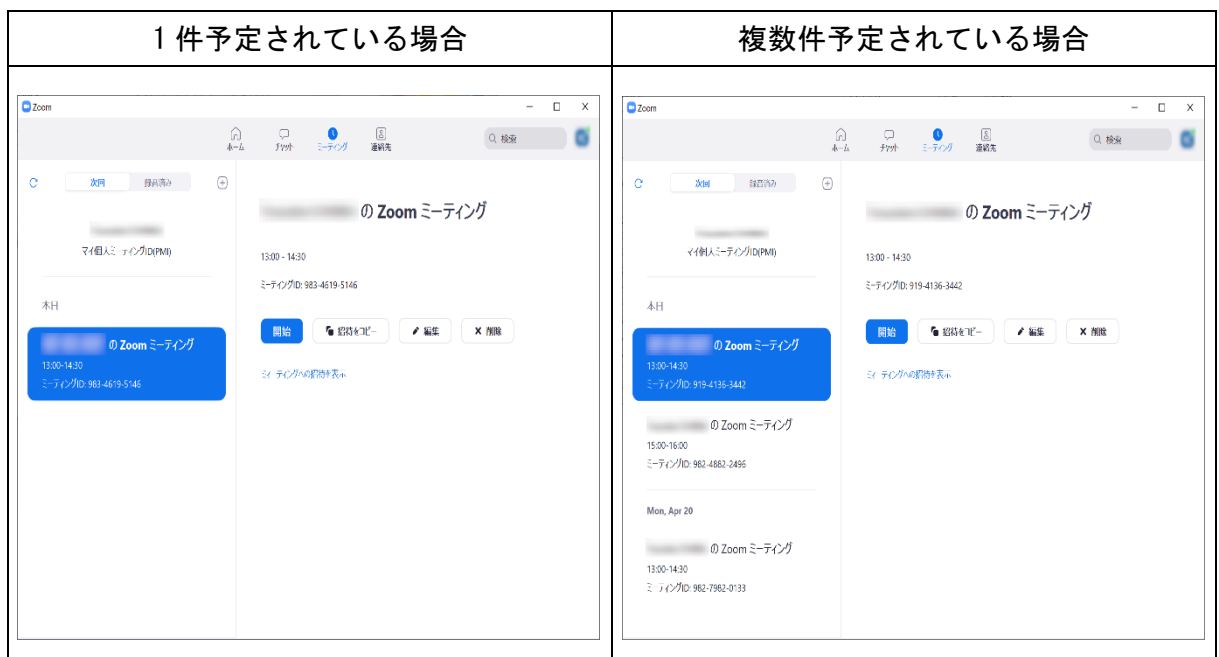 1件予定されている場合
複数件予定されている場合
Zoom
ホーム
チャット
ミーティング
連絡先
検索
次回
録音済み
マイ個人ミーティングID(PMI)
本日
の Zoom ミーティング
13:00-14:30
ミーティングID: 983-4619-5146
の Zoom ミーティング
13:00 - 14:30
ミーティングID: 983-4619-5146
開始
招待をコピー
編集
削除
ミーティングへの招待を表示
Zoom
ホーム
チャット
ミーティング
連絡先
検索
次回
録音済み
マイ個人ミーティングID(PMI)
本日
の Zoom ミーティング
13:00-14:30
ミーティングID: 919-4136-3442
の Zoom ミーティング
15:00-16:00
ミーティングID: 982-4882-2496
Mon, Apr 20
の Zoom ミーティング
13:00-14:30
ミーティングID: 982-7982-0133
の Zoom ミーティング
13:00 - 14:30
ミーティングID: 919-4136-3442
開始
招待をコピー
編集
削除
ミーティングへの招待を表示